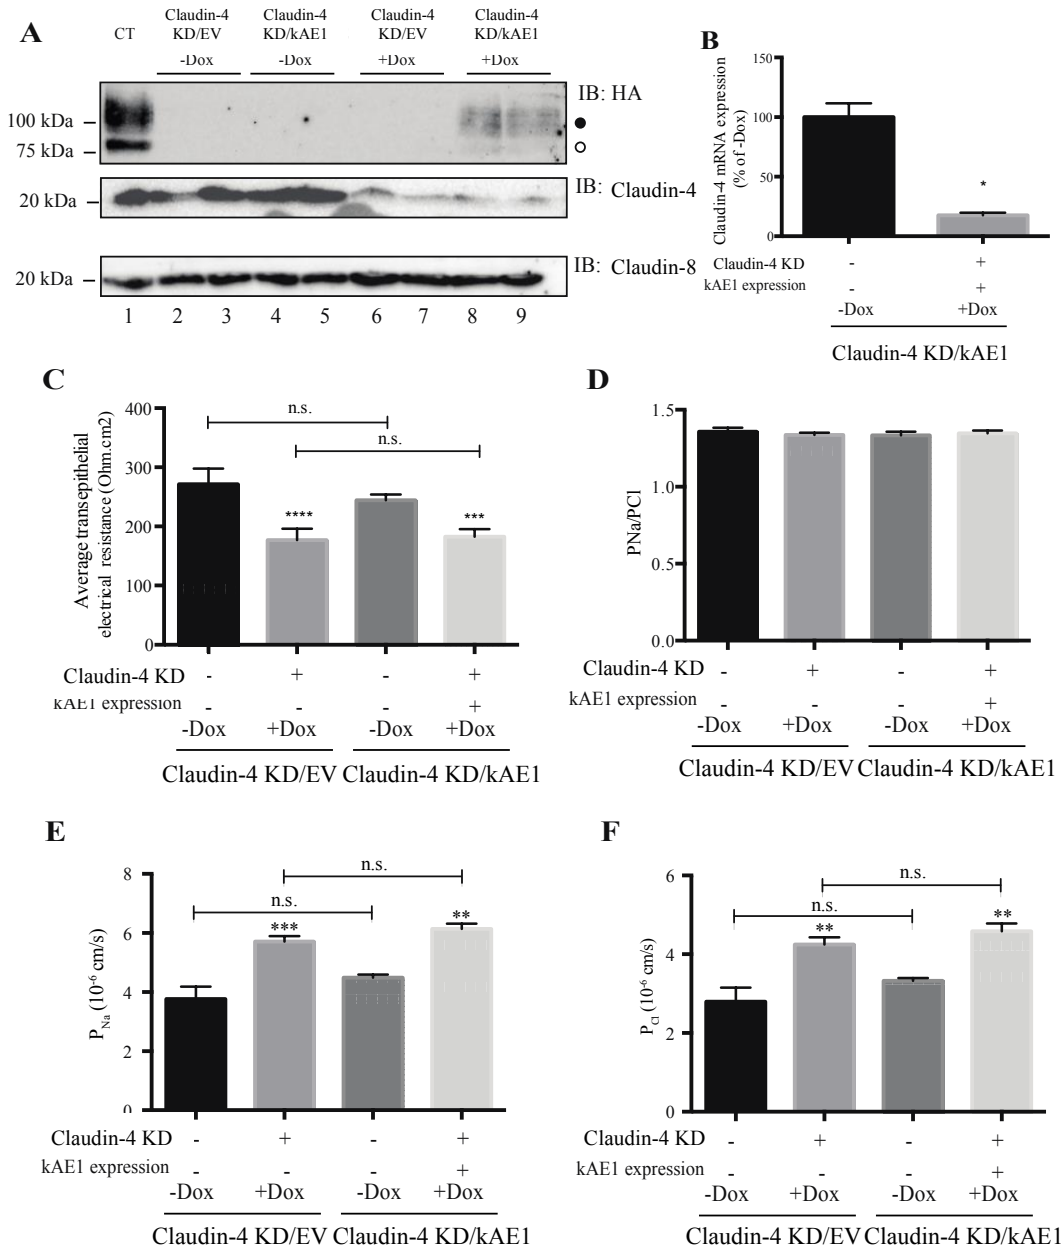 A
CT
Claudin-4 KD/EV
Claudin-4 KD/kAE1
Claudin-4 KD/EV
Claudin-4 KD/kAE1
-Dox
-Dox
+Dox
+Dox
IB: HA
100 kDa
75 kDa
IB: Claudin-4
20 kDa
IB: Claudin-8
20 kDa
1 2 3 4 5 6 7 8 9
B
Claudin-4 mRNA expression
(% of -Dox)
150
100
50
0
*
Claudin-4 KD - +
kAE1 expression - +
-Dox +Dox
Claudin-4 KD/kAE1
C
Average transepithelial
electrical resistance (Ohm.cm2)
400
300
200
100
0
n.s.
n.s.
**** ***
Claudin-4 KD - + - +
kAE1 expression - - - +
-Dox +Dox -Dox +Dox
Claudin-4 KD/EV Claudin-4 KD/kAE1
D
PNa/PCl
1.5
1.0
0.5
0.0
Claudin-4 KD - + - +
kAE1 expression - - - +
-Dox +Dox -Dox +Dox
Claudin-4 KD/EV Claudin-4 KD/kAE1
E
PNa (10-6 cm/s)
8
6
4
2
0
n.s.
n.s.
*** **
Claudin-4 KD - + - +
kAE1 expression - - - +
-Dox +Dox -Dox +Dox
Claudin-4 KD/EV Claudin-4 KD/kAE1
F
PCl (10-6 cm/s)
6
4
2
0
n.s.
n.s.
** **
Claudin-4 KD - + - +
kAE1 expression - - - +
-Dox +Dox -Dox +Dox
Claudin-4 KD/EV Claudin-4 KD/kAE1